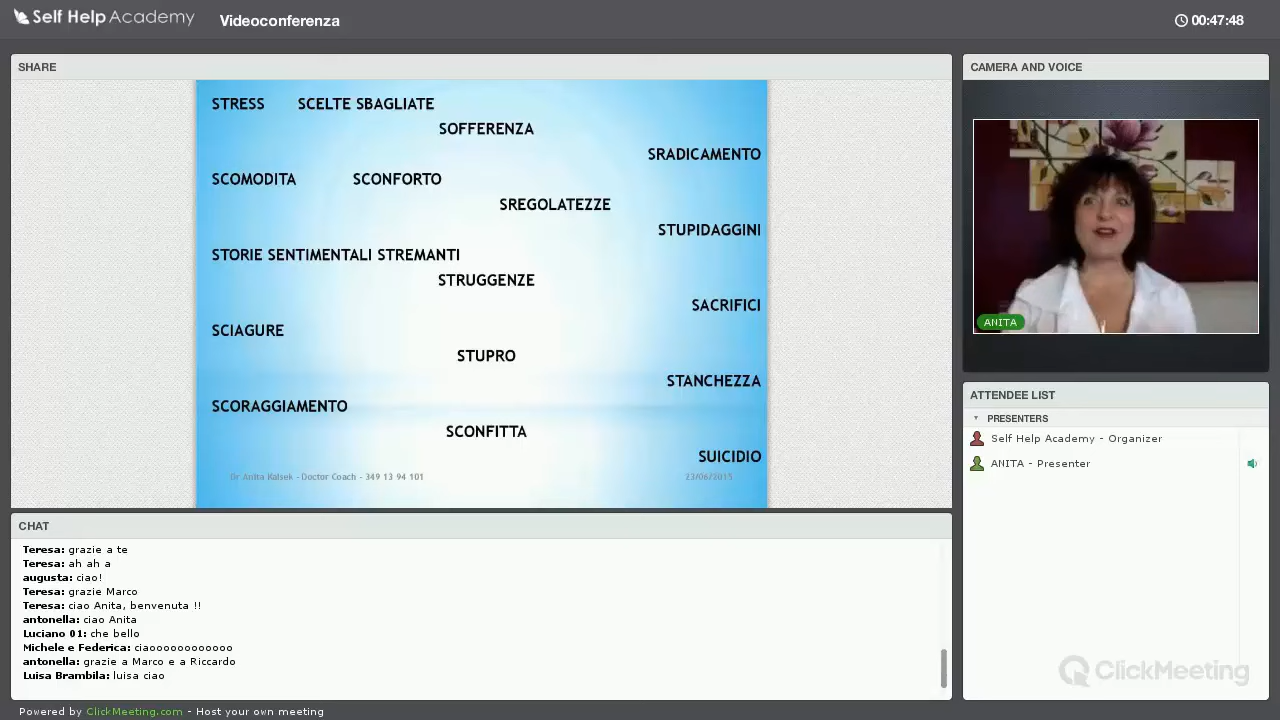 Self Help Academy
Videoconferenza
00:47:48
SHARE
STRESS SCELTE SBAGLIATE
SOFFERENZA
SRADICAMENTO
SCOMODITA SCONFORTO
SREGOLATEZZE
STUPIDAGGINI
STORIE SENTIMENTALI STREMANTI
STRUGGENZE
SACRIFICI
SCIAGURE
STUPRO
STANCHEZZA
SCORAGGIAMENTO
SCONFITTA
SUICIDIO
Dr Anita Kalsek - Doctor Coach - 349 13 94 101
23/06/2015
CAMERA AND VOICE
ANITA
ATTENDEE LIST
PRESENTERS
Self Help Academy - Organizer
ANITA - Presenter
CHAT
Teresa: grazie a te
Teresa: ah ah a
augusta: ciao!
Teresa: grazie Marco
Teresa: ciao Anita, benvenuta !!
antonella: ciao Anita
Luciano 01: che bello
Michele e Federica: ciaoooooooooooo
antonella: grazie a Marco e a Riccardo
Luisa Brambila: luisa ciao
ClickMeeting
Powered by ClickMeeting.com - Host your own meeting